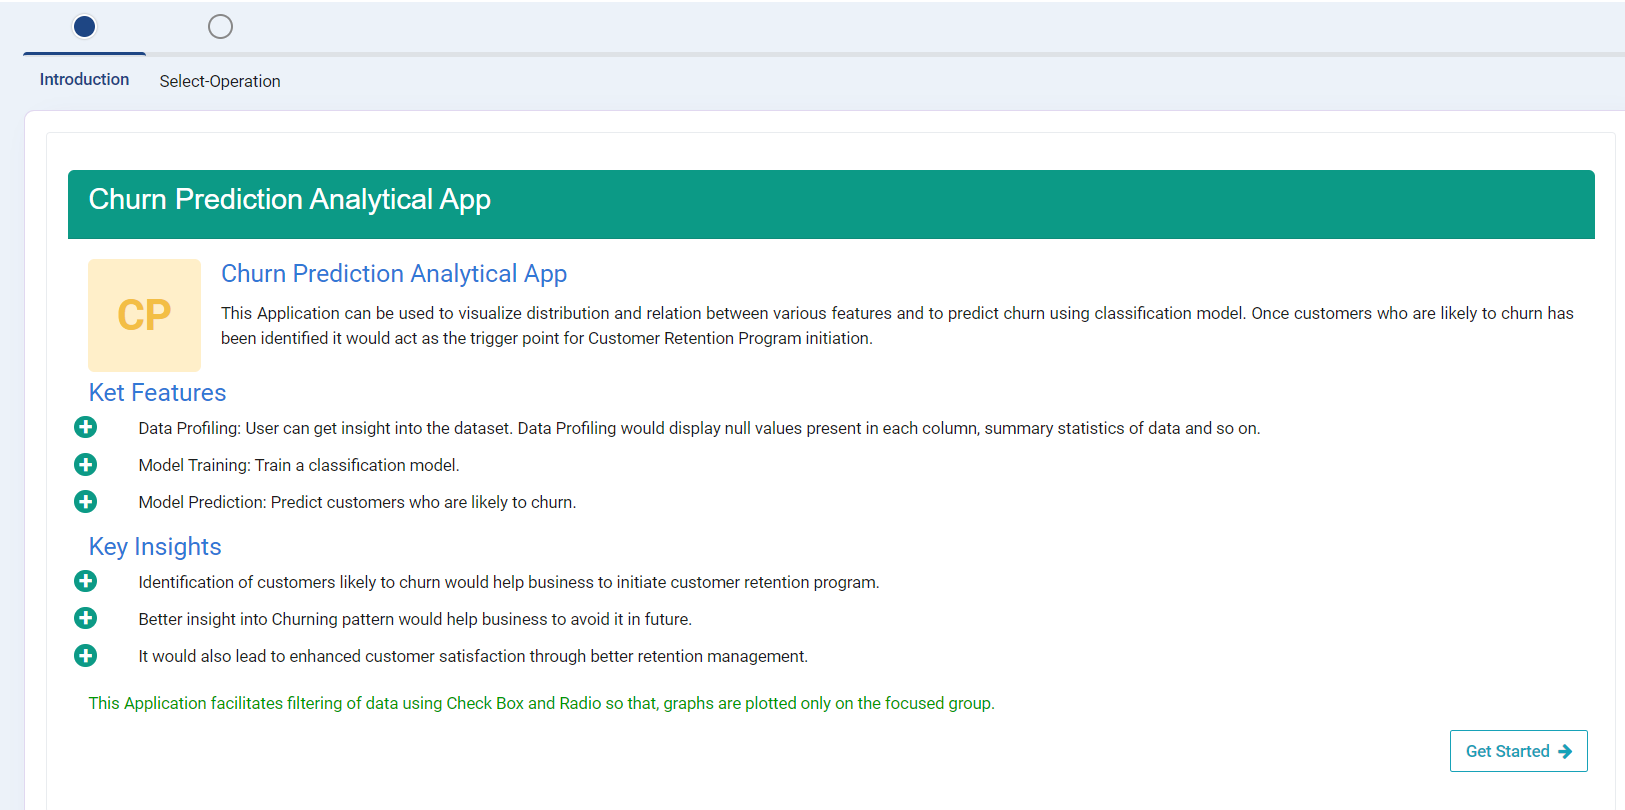 Introduction
Select-Operation
Churn Prediction Analytical App
CP
Churn Prediction Analytical App
This Application can be used to visualize distribution and relation between various features and to predict churn using classification model. Once customers who are likely to churn has
been identified it would act as the trigger point for Customer Retention Program initiation.
Ket Features
Data Profiling: User can get insight into the dataset. Data Profiling would display null values present in each column, summary statistics of data and so on.
Model Training: Train a classification model.
Model Prediction: Predict customers who are likely to churn.
Key Insights
Identification of customers likely to churn would help business to initiate customer retention program.
Better insight into Churning pattern would help business to avoid it in future.
It would also lead to enhanced customer satisfaction through better retention management.
This Application facilitates filtering of data using Check Box and Radio so that, graphs are plotted only on the focused group.
Get Started